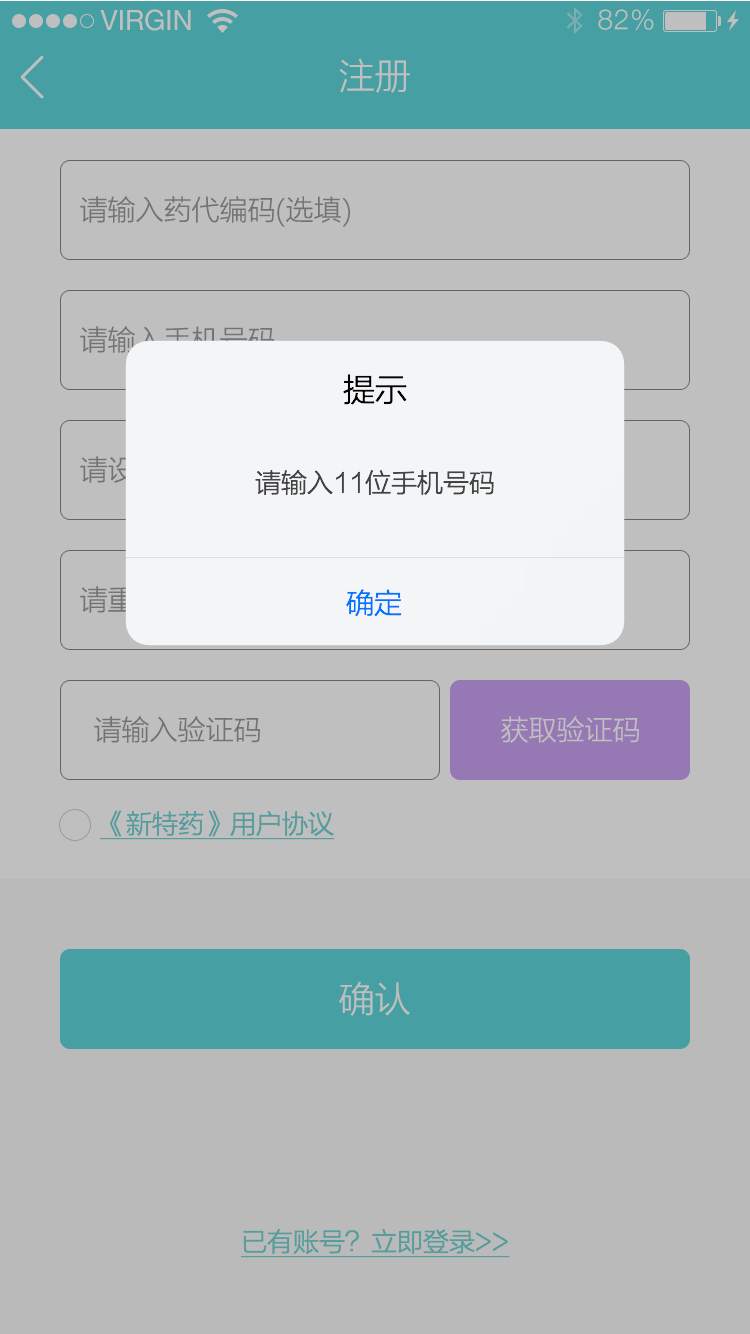 VIRGIN 82%
注册
请输入药代编码(选填)
请输入手机号码
请设
请重
提示
请输入11位手机号码
确定
请输入验证码
获取验证码
《新特药》用户协议
确认
已有账号？立即登录>>